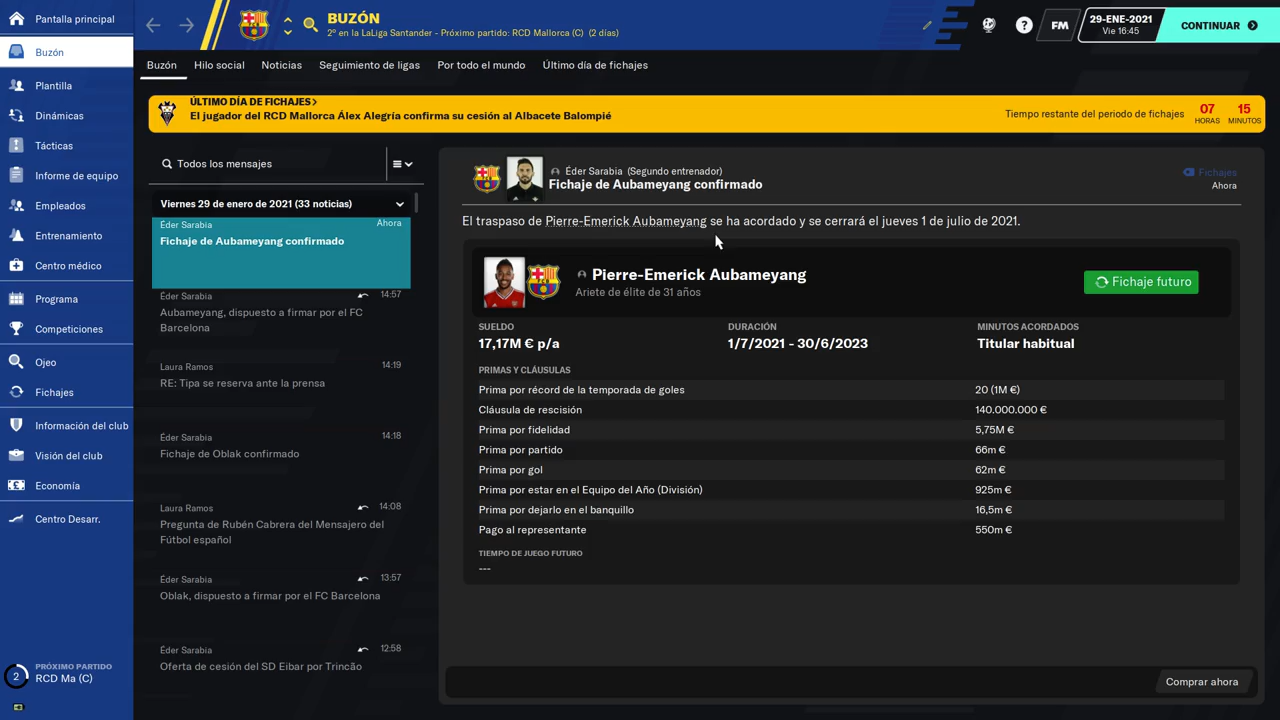 Pantalla principal
Buzón
Plantilla
Dinámicas
Tácticas
Informe de equipo
Empleados
Entrenamiento
Centro médico
Programa
Competiciones
Ojeo
Fichajes
Información del club
Visión del club
Economía
Centro Desarr.
2
PRÓXIMO PARTIDO
RCD Ma (C)
BUZÓN
2º en la LaLiga Santander - Próximo partido: RCD Mallorca (C) (2 días)
?
FM
29-ENE-2021
Vie 16:45
CONTINUAR
Buzón
Hilo social
Noticias
Seguimiento de ligas
Por todo el mundo
Último día de fichajes
ÚLTIMO DÍA DE FICHAJES>
El jugador del RCD Mallorca Álex Alegría confirma su cesión al Albacete Balompié
Tiempo restante del periodo de fichajes
07 HORAS
15 MINUTOS
Todos los mensajes
Viernes 29 de enero de 2021 (33 noticias)
Éder Sarabia Ahora
Fichaje de Aubameyang confirmado
Éder Sarabia 14:57
Aubameyang, dispuesto a firmar por el FC
Barcelona
Laura Ramos 14:19
RE: Tipa se reserva ante la prensa
Éder Sarabia 14:18
Fichaje de Oblak confirmado
Laura Ramos 14:08
Pregunta de Rubén Cabrera del Mensajero del
Fútbol español
Éder Sarabia 13:57
Oblak, dispuesto a firmar por el FC Barcelona
Éder Sarabia 12:58
Oferta de cesión del SD Eibar por Trincão
Éder Sarabia (Segundo entrenador)
Fichaje de Aubameyang confirmado
Fichajes
Ahora
El traspaso de Pierre-Emerick Aubameyang se ha acordado y se cerrará el jueves 1 de julio de 2021.
Pierre-Emerick Aubameyang
Ariete de élite de 31 años
Fichaje futuro
SUELDO DURACIÓN MINUTOS ACORDADOS
17,17M € p/a 1/7/2021 - 30/6/2023 Titular habitual
PRIMAS Y CLÁUSULAS
Prima por récord de la temporada de goles 20 (1M €)
Cláusula de rescisión 140.000.000 €
Prima por fidelidad 5,75M €
Prima por partido 66m €
Prima por gol 62m €
Prima por estar en el Equipo del Año (División) 925m €
Prima por dejarlo en el banquillo 16,5m €
Pago al representante 550m €
TIEMPO DE JUEGO FUTURO
---
Comprar ahora